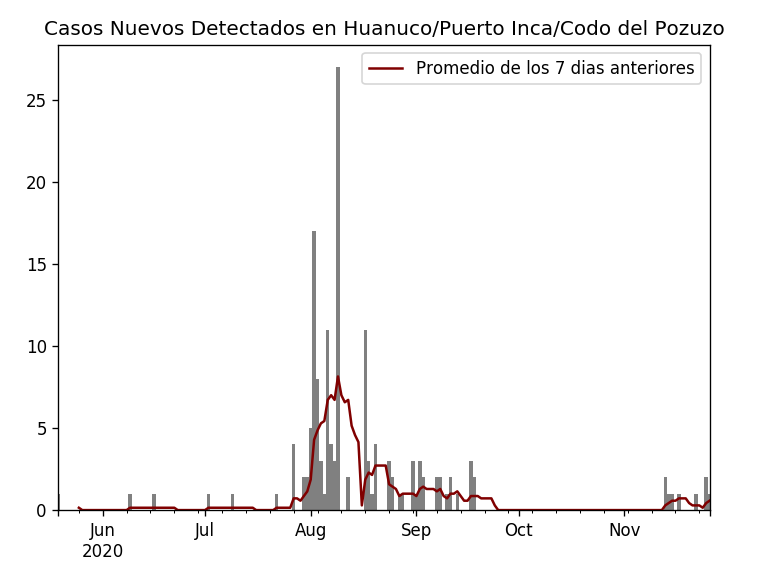 Casos Nuevos Detectados en Huanuco/Puerto Inca/Codo del Pozuzo
Promedio de los 7 dias anteriores
25
20
15
10
5
0
Jun Jul Aug Sep Oct Nov
2020